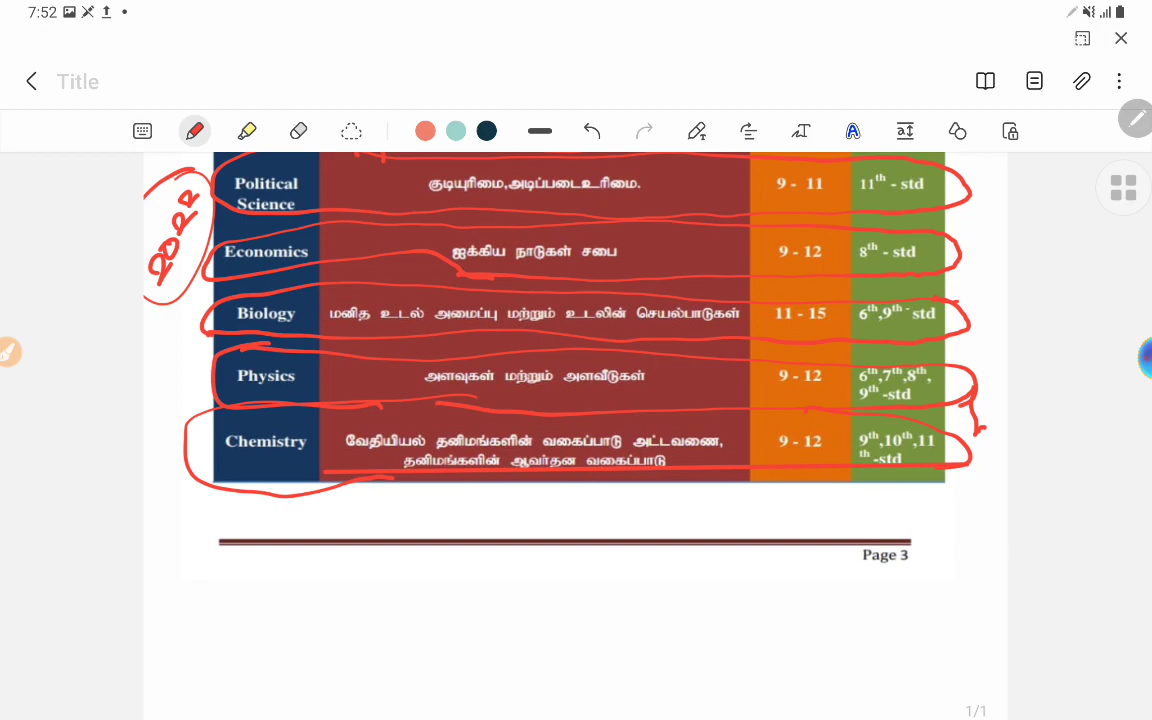 7:52
Title
Political
Science
குடியுரிமை,அடிப்படைஉரிமை.
9 - 11
11th - std
2024
Economics
ஐக்கிய நாடுகள் சபை
9 - 12
8th - std
Biology
மனித உடல் அமைப்பு மற்றும் உடலின் செயல்பாடுகள்
11 - 15
6th,9th - std
Physics
அளவுகள் மற்றும் அளவீடுகள்
9 - 12
6th,7th,8th,
9th -std
Chemistry
வேதியியல் தனிமங்களின் வகைப்பாடு அட்டவணை,
தனிமங்களின் ஆவர்தன வகைப்பாடு
9 - 12
9th,10th,11
th -std
Page 3
1/1